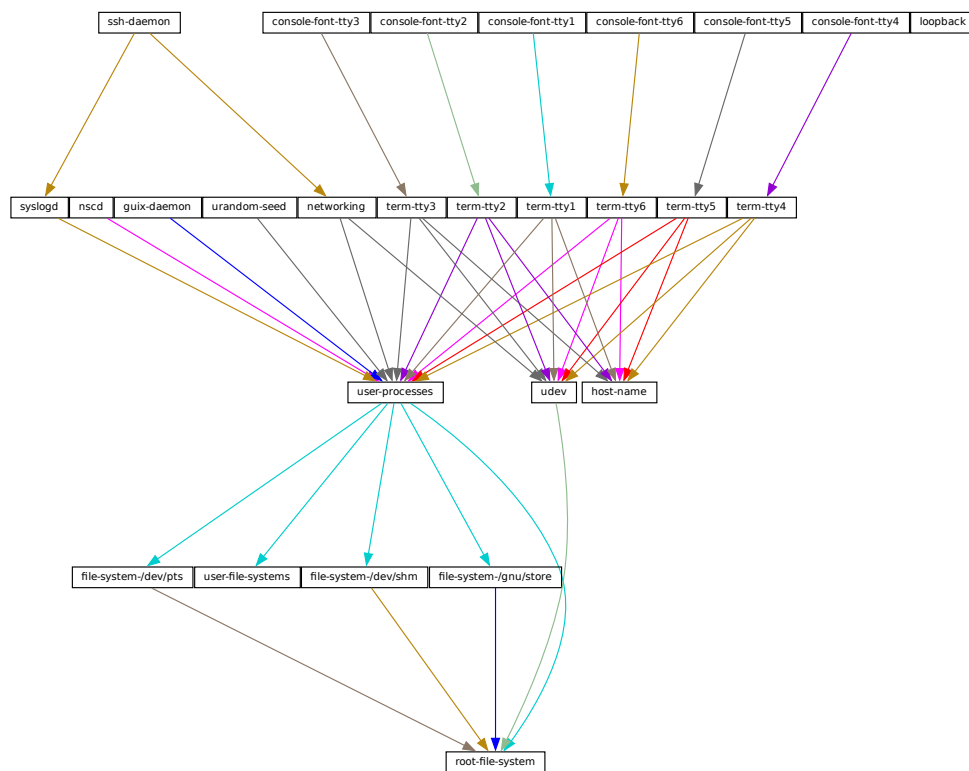 ssh-daemon
console-font-tty3
console-font-tty2
console-font-tty1
console-font-tty6
console-font-tty5
console-font-tty4
loopback
syslogd
nscd
guix-daemon
urandom-seed
networking
term-tty3
term-tty2
term-tty1
term-tty6
term-tty5
term-tty4
user-processes
udev
host-name
file-system-/dev/pts
user-file-systems
file-system-/dev/shm
file-system-/gnu/store
root-file-system